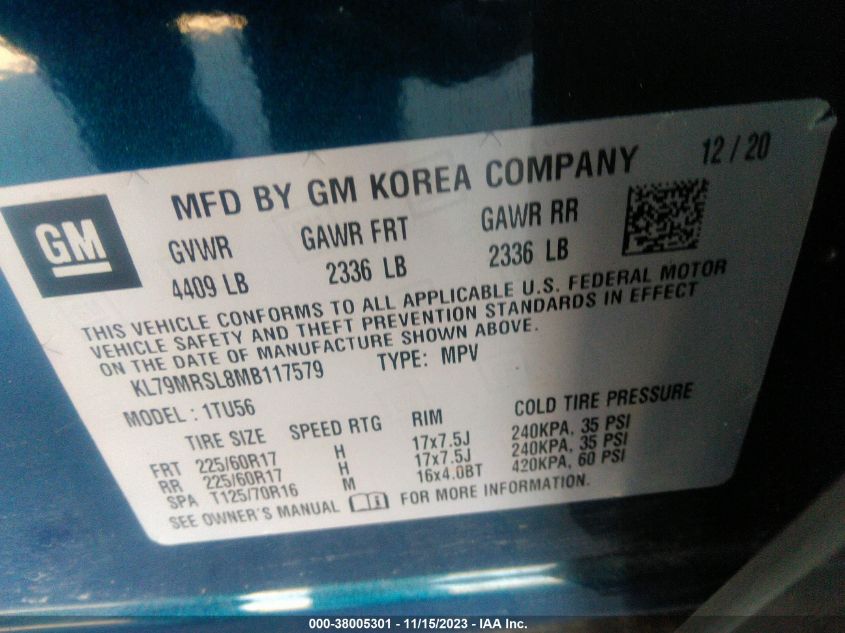 MFD BY GM KOREA COMPANY 12/20
GM
GVWR GAWR FRT GAWR RR
4409 LB 2336 LB 2336 LB
THIS VEHICLE CONFORMS TO ALL APPLICABLE U.S. FEDERAL MOTOR
VEHICLE SAFETY AND THEFT PREVENTION STANDARDS IN EFFECT
ON THE DATE OF MANUFACTURE SHOWN ABOVE.
KL79MRSL8MB117579 TYPE: MPV
MODEL: 1TU56
TIRE SIZE SPEED RTG RIM COLD TIRE PRESSURE
FRT 225/60R17 H 17x7.5J 240KPA, 35 PSI
RR 225/60R17 H 17x7.5J 240KPA, 35 PSI
SPA T125/70R16 M 16x4.0BT 420KPA, 60 PSI
SEE OWNER'S MANUAL FOR MORE INFORMATION.
000-38005301 - 11/15/2023 - IAA Inc.